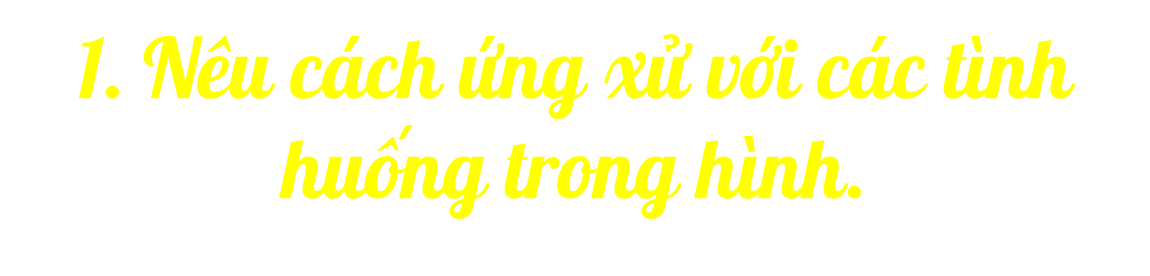 1. Nêu cách ứng xử với các tình
huống trong hình.